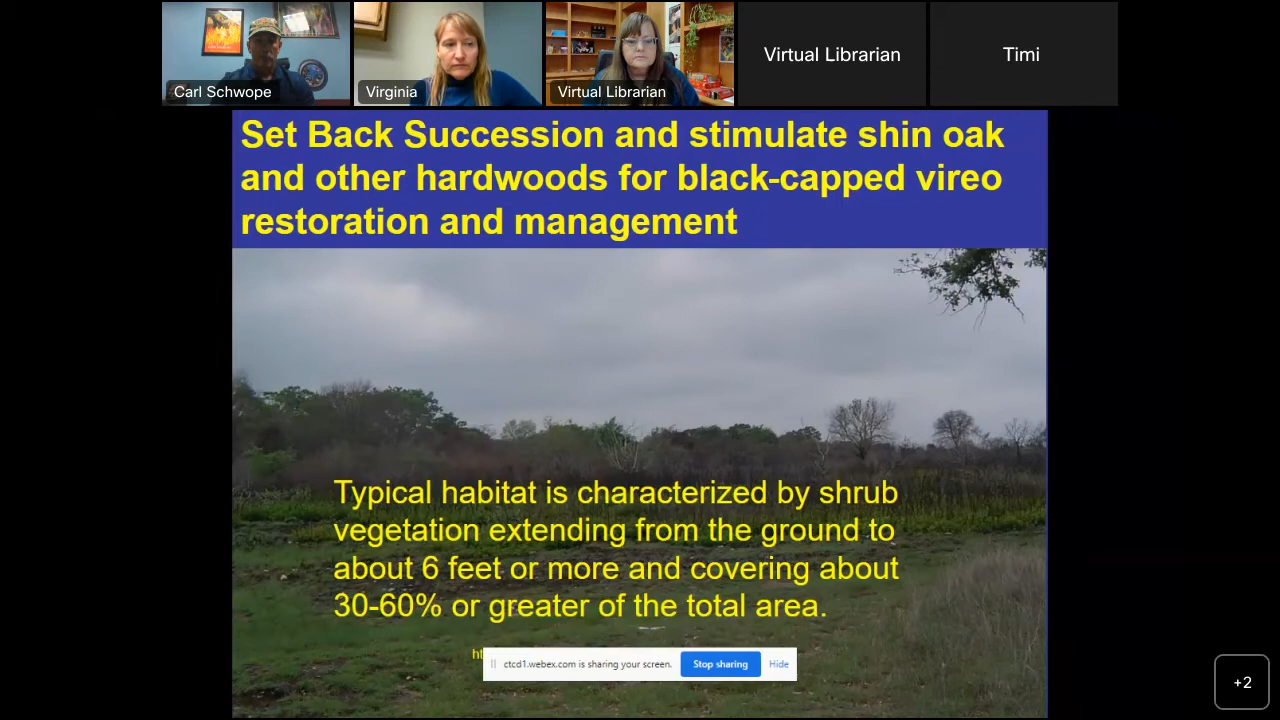 Carl Schwope
Virginia
Virtual Librarian
Virtual Librarian
Timi
Set Back Succession and stimulate shin oak
and other hardwoods for black-capped vireo
restoration and management
Typical habitat is characterized by shrub
vegetation extending from the ground to
about 6 feet or more and covering about
30-60% or greater of the total area.
ht
ctcd1.webex.com is sharing your screen.
Stop sharing
Hide
+2